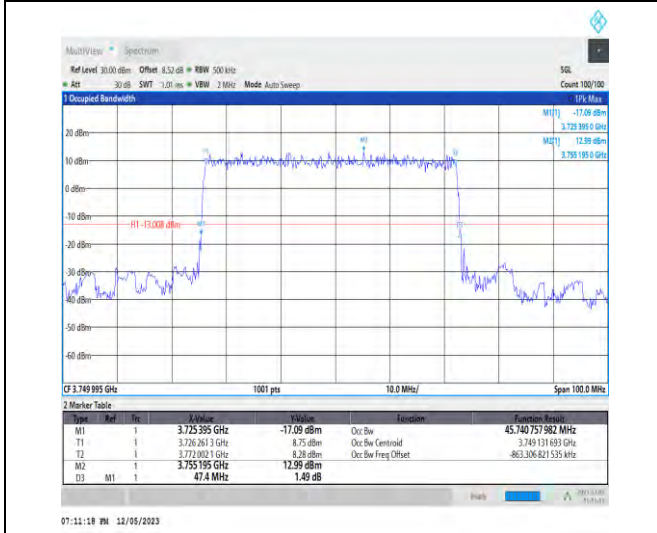 MultiView Spectrum
Ref Level 30.00 dBm Offset 8.52 dB RBW 500 kHz SGL
Att 30 dB SWT 1.01 ms VBW 2 MHz Mode Auto Sweep Count 100/100
1 Occupied Bandwidth 1Pk Max
M1[1] -17.09 dBm
3.725 395 0 GHz
M2[1] 12.99 dBm
3.755 195 0 GHz
20 dBm
M2
10 dBm
0 dBm
-10 dBm
H1 -13.008 dBm
-20 dBm
-30 dBm
-40 dBm
-50 dBm
-60 dBm
CF 3.749 995 GHz 1001 pts 10.0 MHz/ Span 100.0 MHz
2 Marker Table
Type Ref Trc X-Value Y-Value Function Function Result
M1 1 3.725 395 GHz -17.09 dBm Occ Bw 45.740 757 982 MHz
T1 1 3.726 261 3 GHz 8.75 dBm Occ Bw Centroid 3.749 131 693 GHz
T2 1 3.772 002 1 GHz 8.28 dBm Occ Bw Freq Offset -863.306 821 535 kHz
M2 1 3.755 195 GHz 12.99 dBm
D3 M1 1 47.4 MHz 1.49 dB
07:11:18 PM 12/05/2023